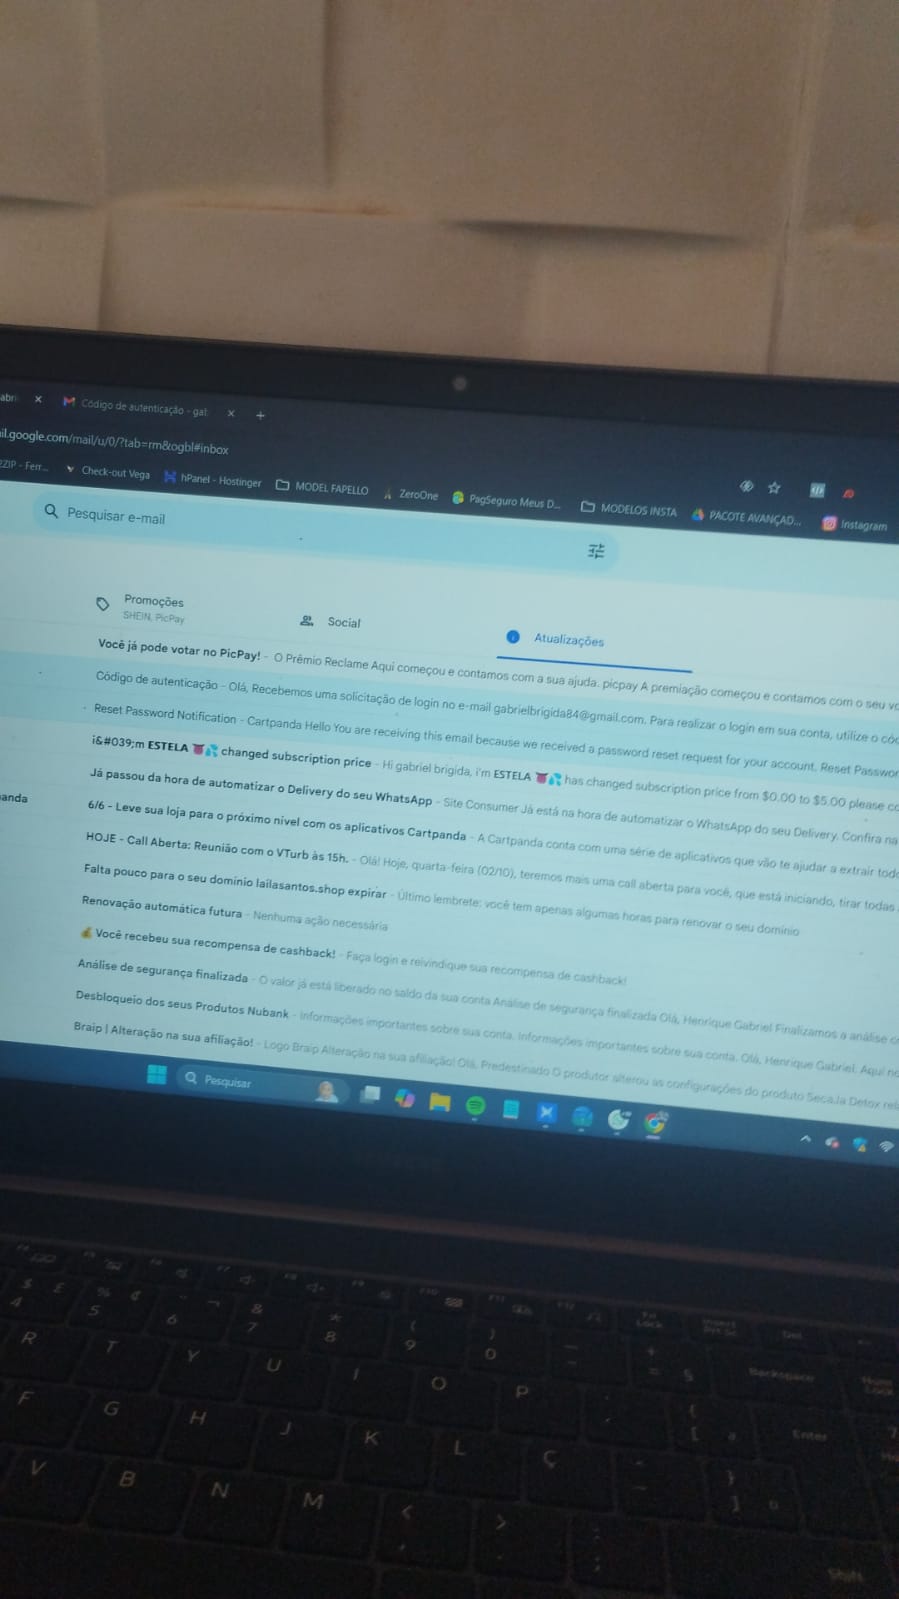 abri
Código de autenticação - gal
il.google.com/mail/u/0/?tab=rm&ogbl#inbox
2ZIP - Ferr...
Check-out Vega
hPanel - Hostinger
MODEL FAPELLO
ZeroOne
PagSeguro Meus D...
MODELOS INSTA
PACOTE AVANÇAD...
Instagram
Pesquisar e-mail
Promoções
SHEIN, PicPay
Social
Atualizações
Você já pode votar no PicPay! - O Prêmio Reclame Aqui começou e contamos com a sua ajuda. picpay A premiação começou e contamos com o seu vo
Código de autenticação - Olá, Recebemos uma solicitação de login no e-mail gabrielbrigida84@gmail.com. Para realizar o login em sua conta, utilize o cód
Reset Password Notification - Cartpanda Hello You are receiving this email because we received a password reset request for your account. Reset Passwor
i&#039;m ESTELA 👅💦 changed subscription price - Hi gabriel brigida, i'm ESTELA 👅💦 has changed subscription price from $0.00 to $5.00 please co
Já passou da hora de automatizar o Delivery do seu WhatsApp - Site Consumer Já está na hora de automatizar o WhatsApp do seu Delivery. Confira na
anda
6/6 - Leve sua loja para o próximo nível com os aplicativos Cartpanda - A Cartpanda conta com uma série de aplicativos que vão te ajudar a extrair tod
HOJE - Call Aberta: Reunião com o VTurb às 15h. - Olá! Hoje, quarta-feira (02/10), teremos mais uma call aberta para você, que está iniciando, tirar todas
Falta pouco para o seu domínio lailasantos.shop expirar - Último lembrete: você tem apenas algumas horas para renovar o seu domínio
Renovação automática futura - Nenhuma ação necessária
💰 Você recebeu sua recompensa de cashback! - Faça login e reivindique sua recompensa de cashback!
Análise de segurança finalizada - O valor já está liberado no saldo da sua conta Análise de segurança finalizada Olá, Henrique Gabriel Finalizamos a análise
Desbloqueio dos seus Produtos Nubank - Informações importantes sobre sua conta. Informações importantes sobre sua conta. Olá, Henrique Gabriel. Aqui
Braip | Alteração na sua afiliação! - Logo Braip Alteração na sua afiliação! Olá, Predestinado O produtor alterou as configurações do produto Seca.la Detox
Pesquisar
$ £ % ¢ ¬ & * ( ) _ + §
4 5 6 7 8 9 0 - =
Backspace
Num Lock
R T Y U I O P
Enter
F G H J K L Ç
V B N M < >
Shift